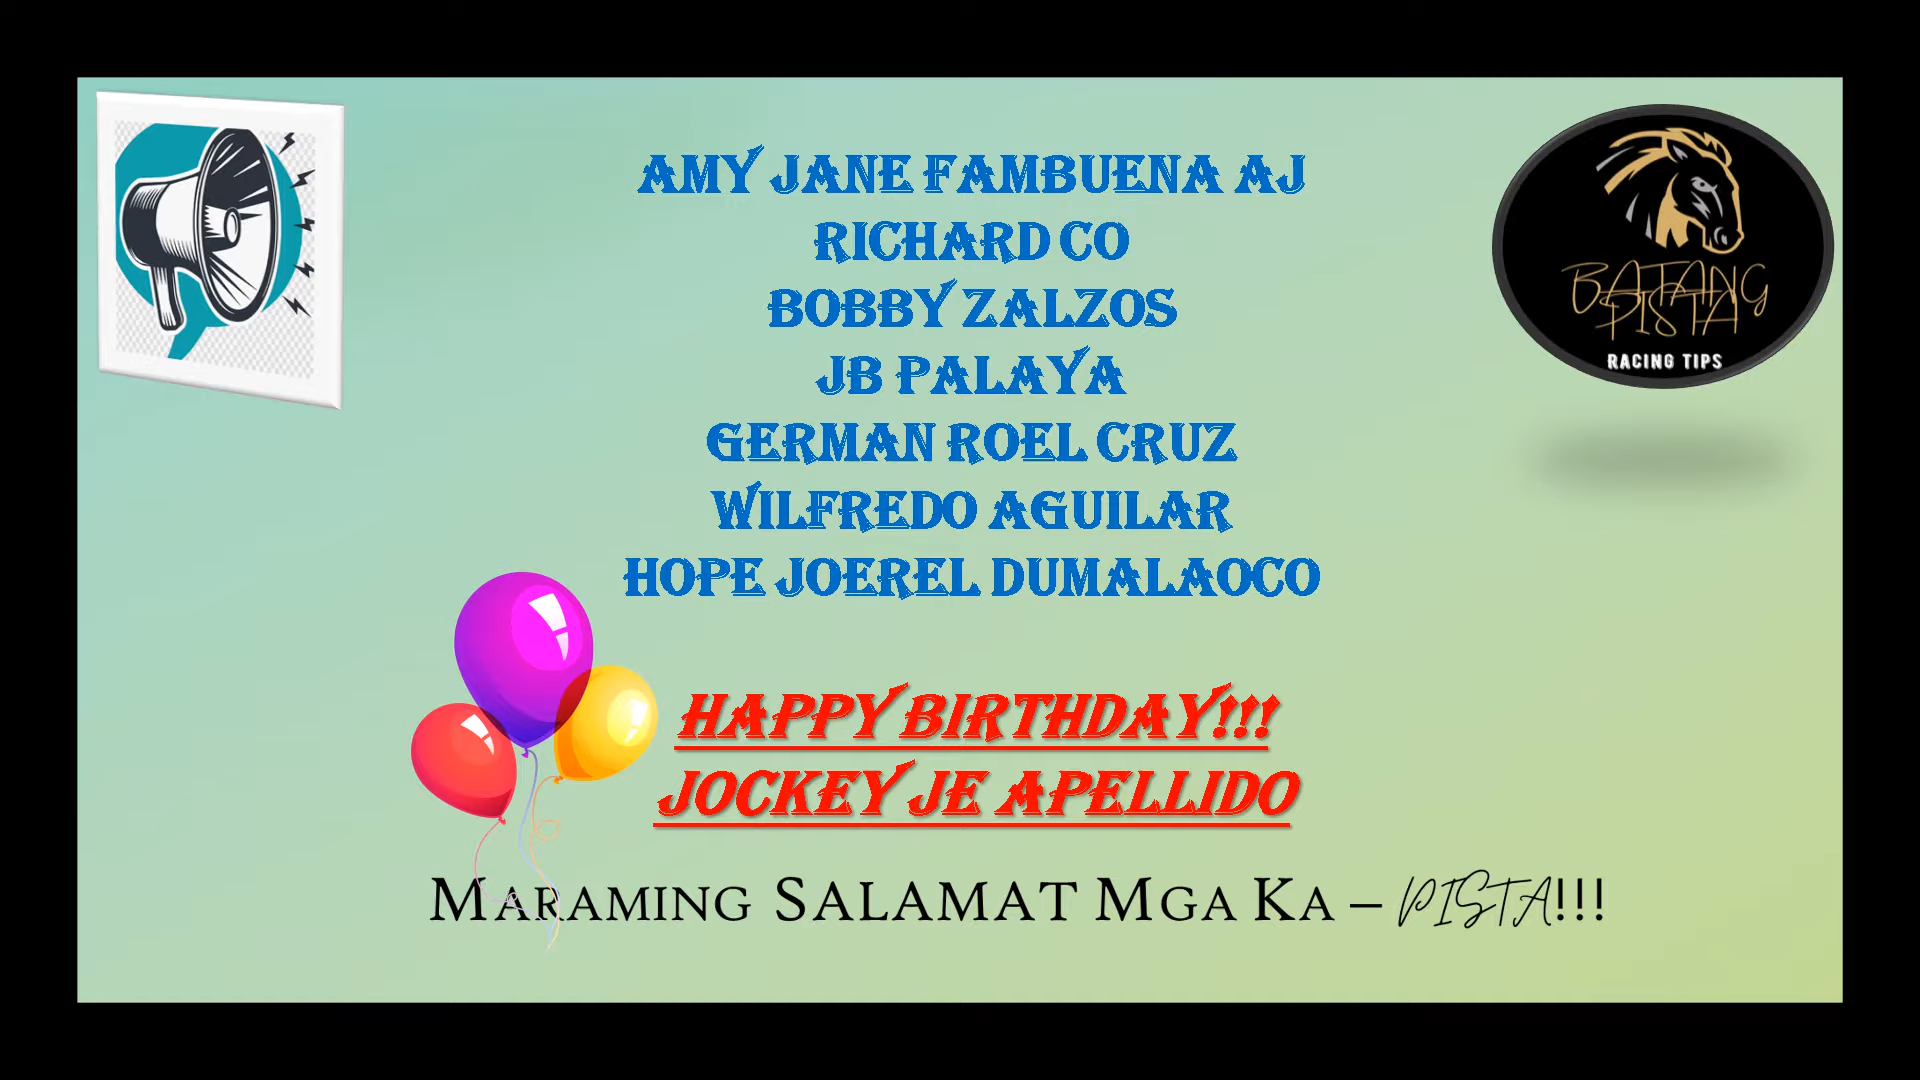 AMY JANE FAMBUENA AJ
RICHARD CO
BOBBY ZALZOS
JB PALAYA
GERMAN ROEL CRUZ
WILFREDO AGUILAR
HOPE JOEREL DUMALAOCO
BATANG
PISTA
RACING TIPS
HAPPY BIRTHDAY!!!
JOCKEY JE APELLIDO
MARAMING SALAMAT MGA KA – PISTA!!!